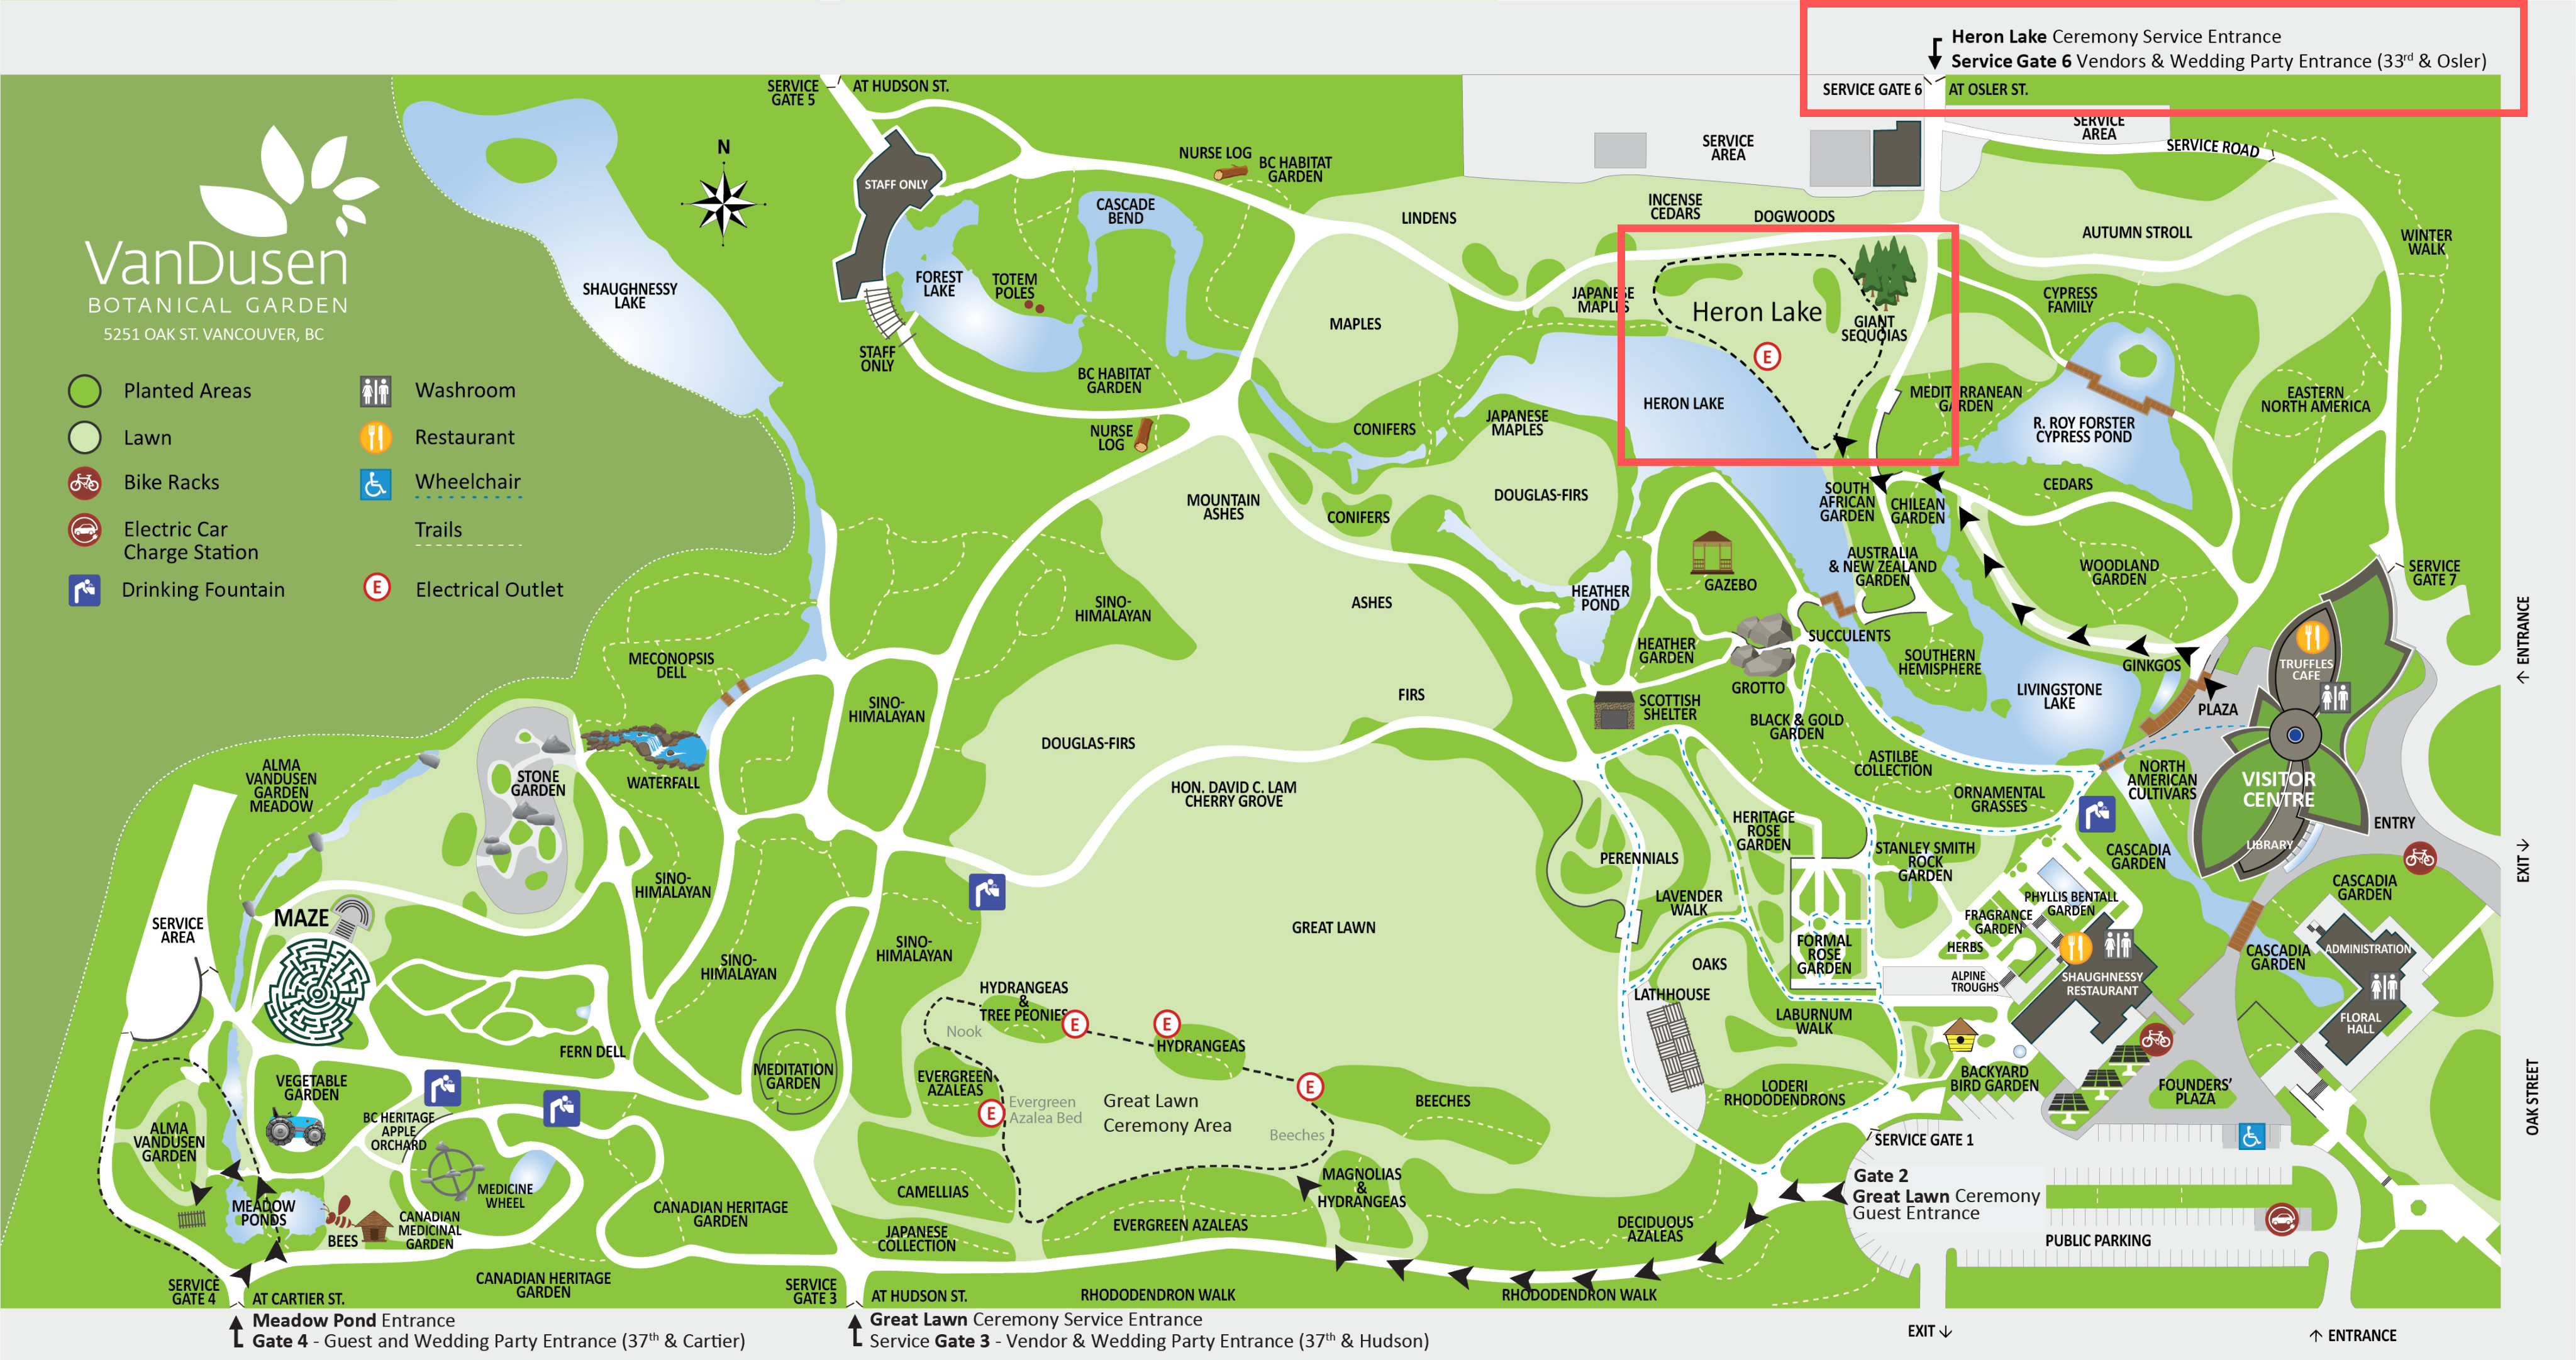 Heron Lake Ceremony Service Entrance
Service Gate 6 Vendors & Wedding Party Entrance (33rd & Osler)
SERVICE GATE 6
AT OSLER ST.
SERVICE
GATE 5
AT HUDSON ST.
SERVICE
AREA
SERVICE
AREA
SERVICE ROAD
N
STAFF ONLY
NURSE LOG
BC HABITAT
GARDEN
CASCADE
BEND
LINDENS
INCENSE
CEDARS
DOGWOODS
AUTUMN STROLL
WINTER
WALK
VanDusen
BOTANICAL GARDEN
5251 OAK ST. VANCOUVER, BC
SHAUGHNESSY
LAKE
FOREST
LAKE
TOTEM
POLES
MAPLES
JAPANESE
MAPLES
Heron Lake
GIANT
SEQUOIAS
E
CYPRESS
FAMILY
STAFF
ONLY
BC HABITAT
GARDEN
HERON LAKE
MEDITERRANEAN
GARDEN
R. ROY FORSTER
CYPRESS POND
EASTERN
NORTH AMERICA
Planted Areas
Lawn
Bike Racks
Electric Car
Charge Station
Drinking Fountain
Washroom
Restaurant
Wheelchair
Trails
E
Electrical Outlet
NURSE
LOG
CONIFERS
JAPANESE
MAPLES
MOUNTAIN
ASHES
CONIFERS
DOUGLAS-FIRS
SOUTH
AFRICAN
GARDEN
CHILEAN
GARDEN
CEDARS
GAZEBO
AUSTRALIA
& NEW ZEALAND
GARDEN
WOODLAND
GARDEN
SERVICE
GATE 7
SINO-
HIMALAYAN
ASHES
HEATHER
POND
HEATHER
GARDEN
SUCCULENTS
SOUTHERN
HEMISPHERE
GINKGOS
TRUFFLES
CAFE
↑ ENTRANCE
MECONOPSIS
DELL
SINO-
HIMALAYAN
FIRS
SCOTTISH
SHELTER
GROTTO
LIVINGSTONE
LAKE
PLAZA
BLACK & GOLD
GARDEN
DOUGLAS-FIRS
WATERFALL
STONE
GARDEN
ALMA
VANDUSEN
GARDEN
MEADOW
HON. DAVID C. LAM
CHERRY GROVE
ASTILBE
COLLECTION
ORNAMENTAL
GRASSES
NORTH
AMERICAN
CULTIVARS
VISITOR
CENTRE
ENTRY
LIBRARY
EXIT ↓
HERITAGE
ROSE
GARDEN
STANLEY SMITH
ROCK
GARDEN
CASCADIA
GARDEN
PERENNIALS
SINO-
HIMALAYAN
LAVENDER
WALK
PHYLLIS BENTALL
GARDEN
CASCADIA
GARDEN
FRAGRANCE
GARDEN
SERVICE
AREA
MAZE
GREAT LAWN
SINO-
HIMALAYAN
SINO-
HIMALAYAN
OAKS
FORMAL
ROSE
GARDEN
HERBS
CASCADIA
GARDEN
ADMINISTRATION
ALPINE
TROUGHS
SHAUGHNESSY
RESTAURANT
HYDRANGEAS
&
TREE PEONIES
E
Nook
E
HYDRANGEAS
LATHHOUSE
LABURNUM
WALK
FLORAL
HALL
FERN DELL
MEDITATION
GARDEN
VEGETABLE
GARDEN
EVERGREEN
AZALEAS
E
Evergreen
Azalea Bed
Great Lawn
Ceremony Area
E
Beeches
BEECHES
LODERI
RHODODENDRONS
BACKYARD
BIRD GARDEN
FOUNDERS'
PLAZA
OAK STREET
ALMA
VANDUSEN
GARDEN
BC HERITAGE
APPLE
ORCHARD
SERVICE GATE 1
Gate 2
Great Lawn Ceremony
Guest Entrance
MEADOW
PONDS
MEDICINE
WHEEL
BEES
CANADIAN
MEDICINAL
GARDEN
CANADIAN HERITAGE
GARDEN
CAMELLIAS
JAPANESE
COLLECTION
EVERGREEN AZALEAS
MAGNOLIAS
&
HYDRANGEAS
DECIDUOUS
AZALEAS
PUBLIC PARKING
SERVICE
GATE 4
AT CARTIER ST.
CANADIAN HERITAGE
GARDEN
SERVICE
GATE 3
AT HUDSON ST.
RHODODENDRON WALK
RHODODENDRON WALK
Meadow Pond Entrance
Gate 4 - Guest and Wedding Party Entrance (37th & Cartier)
Great Lawn Ceremony Service Entrance
Service Gate 3 - Vendor & Wedding Party Entrance (37th & Hudson)
EXIT ↓
↑ ENTRANCE